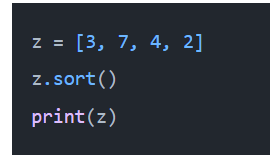 z = [3, 7, 4, 2]
z.sort()
print(z)